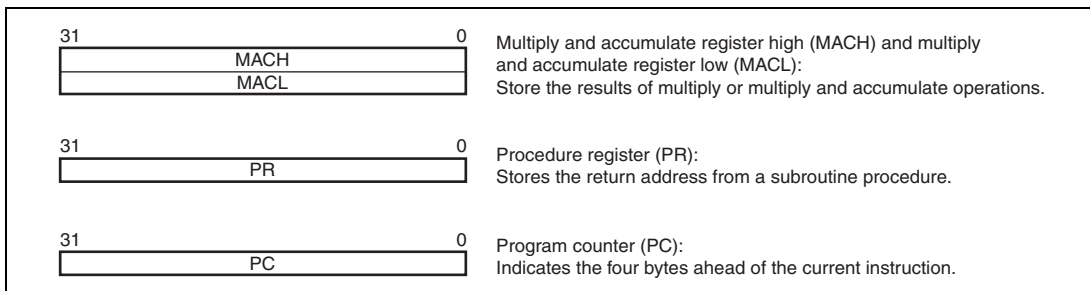 31 0
MACH
MACL
Multiply and accumulate register high (MACH) and multiply
and accumulate register low (MACL):
Store the results of multiply or multiply and accumulate operations.
31 0
PR
Procedure register (PR):
Stores the return address from a subroutine procedure.
31 0
PC
Program counter (PC):
Indicates the four bytes ahead of the current instruction.